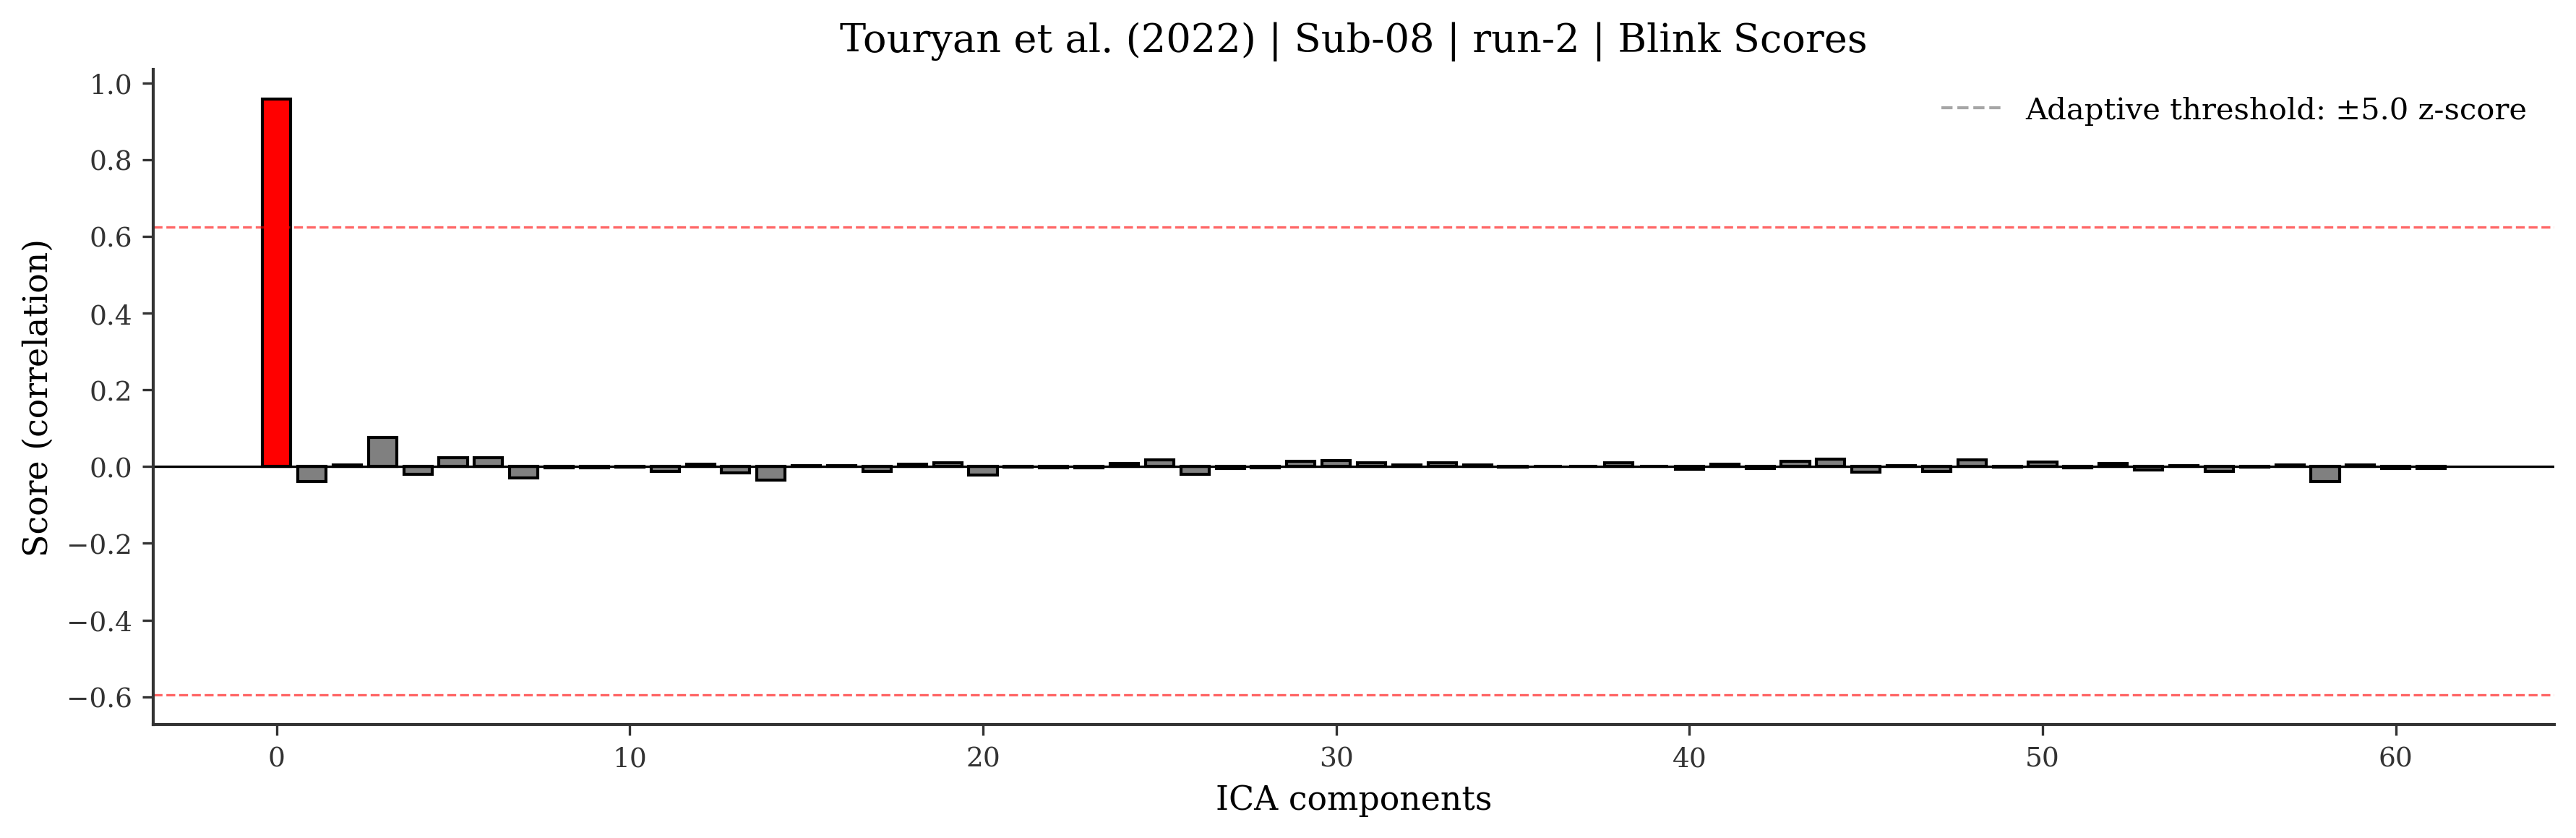 Touryan et al. (2022) | Sub-08 | run-2 | Blink Scores
Adaptive threshold: ±5.0 z-score
Score (correlation)
1.0
0.8
0.6
0.4
0.2
0.0
−0.2
−0.4
−0.6
0 10 20 30 40 50 60
ICA components